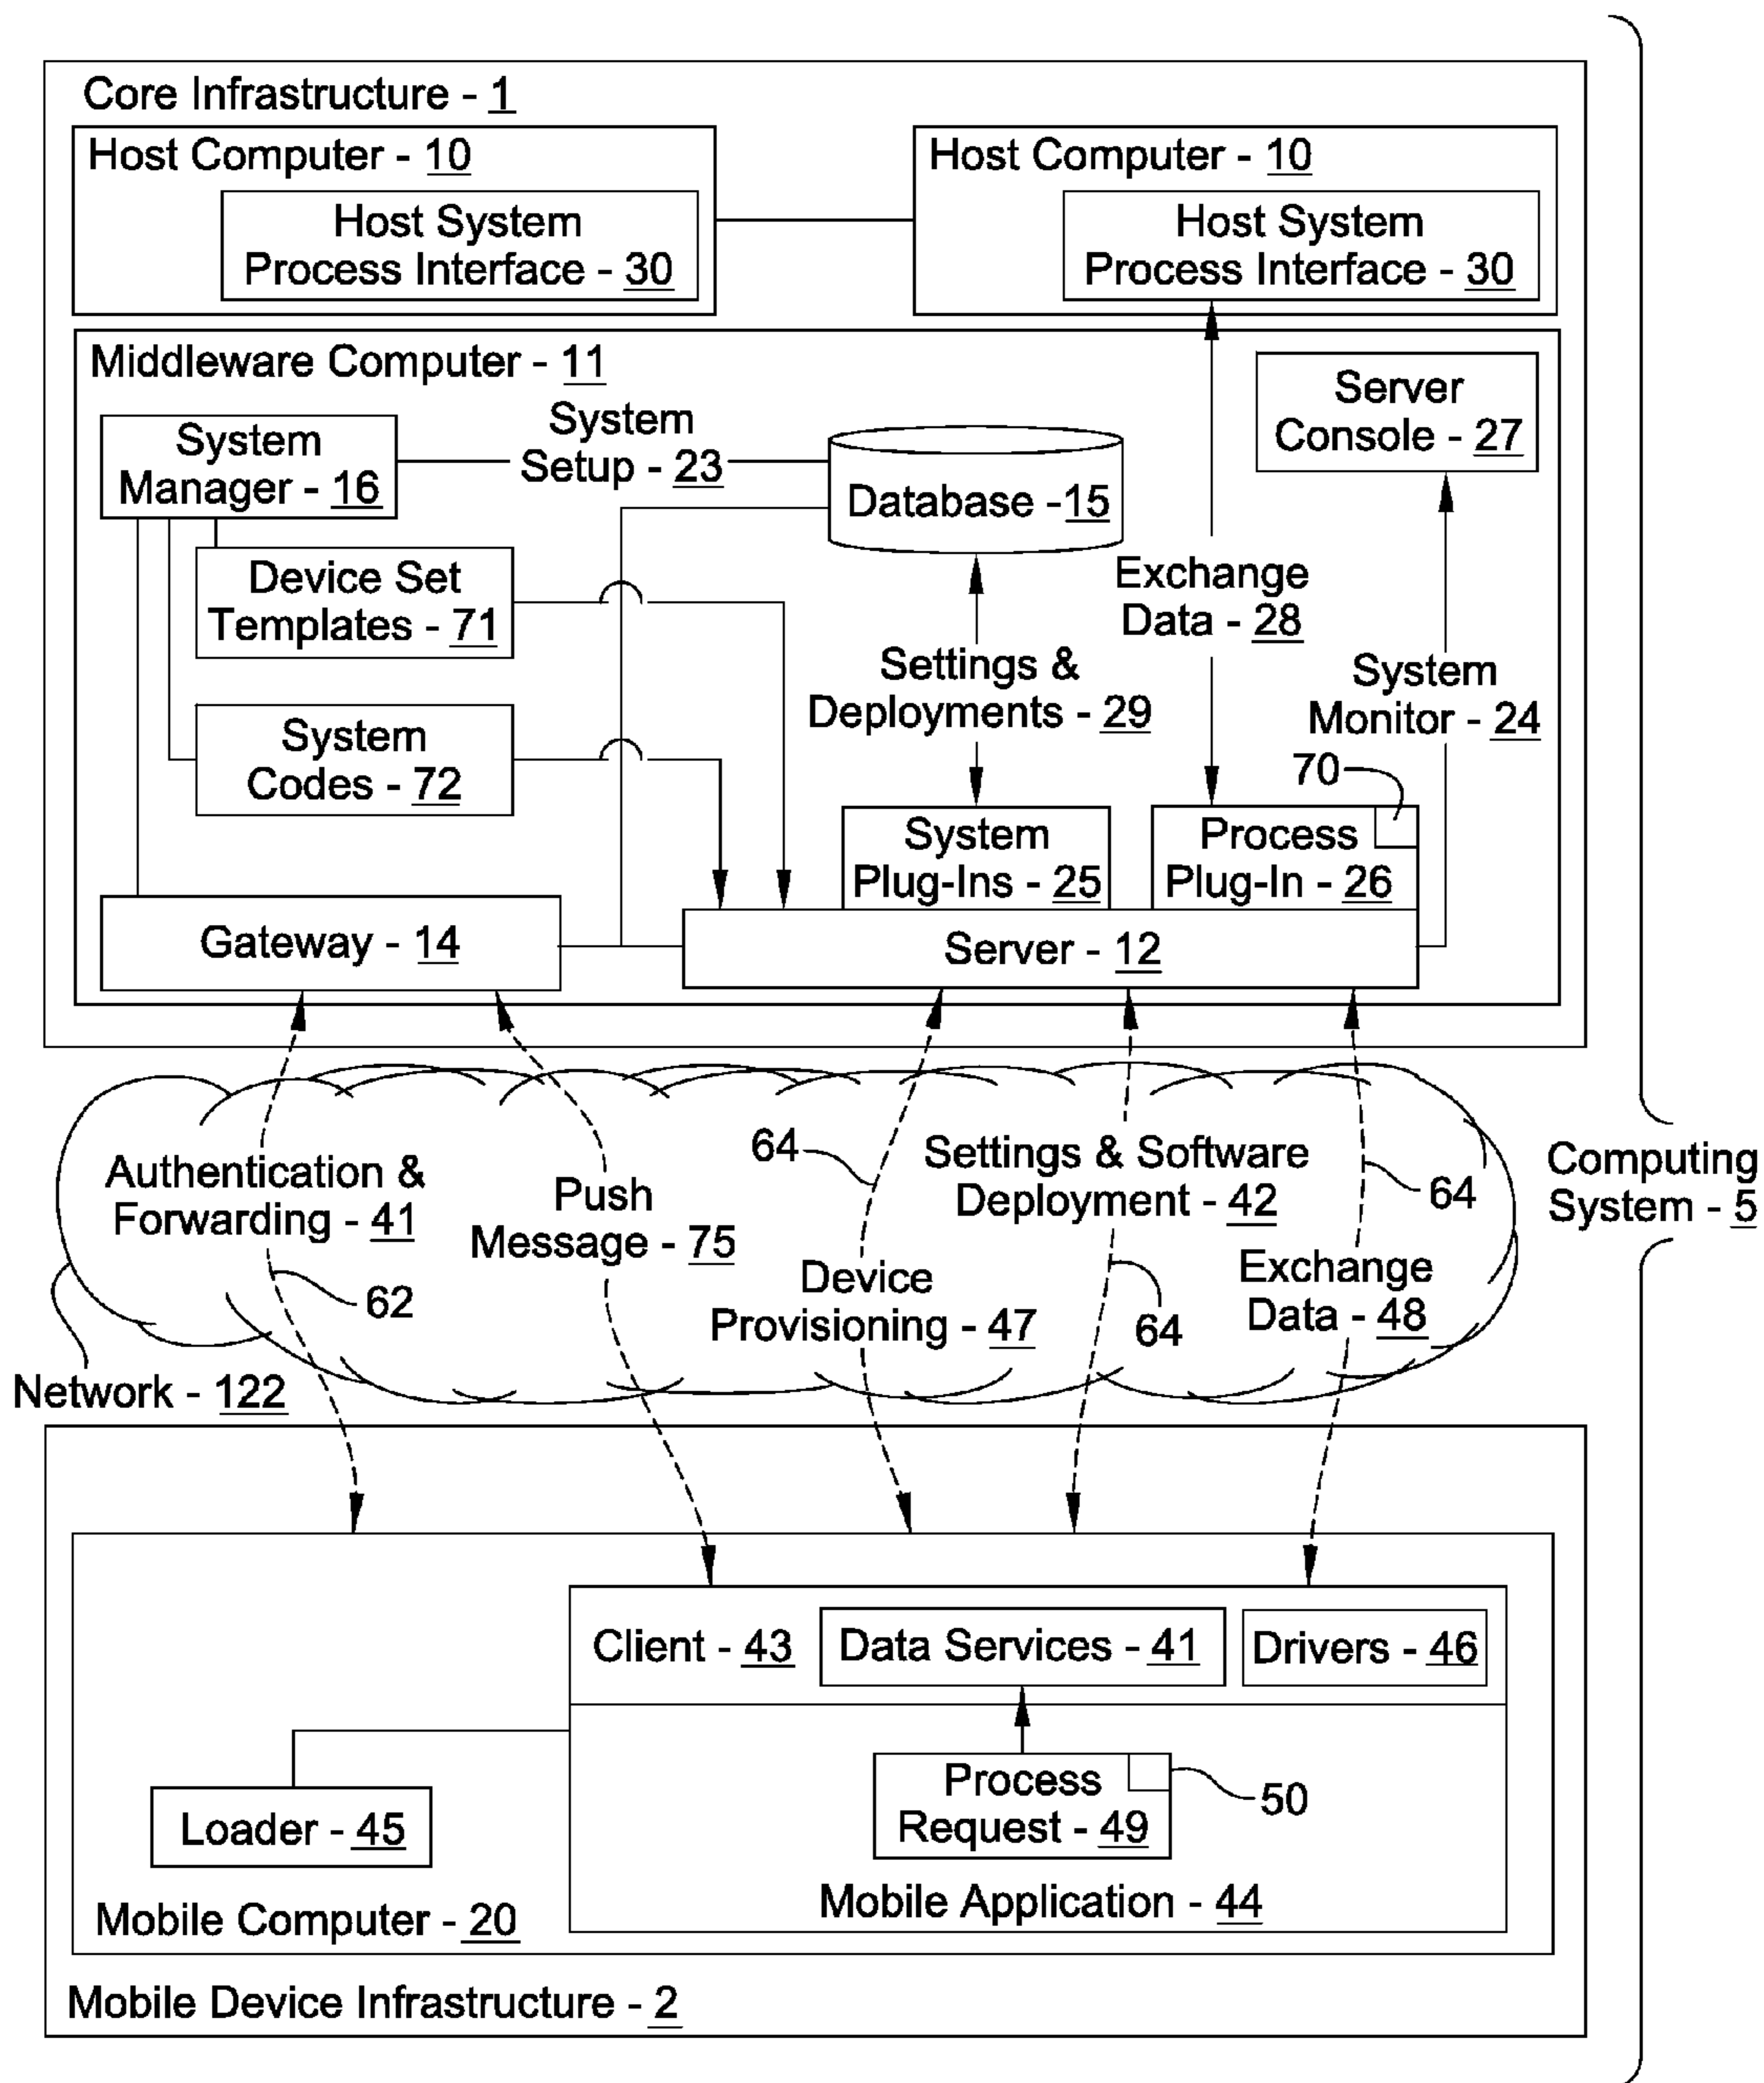 Core Infrastructure - 1
Host Computer - 10
Host System
Process Interface - 30
Host Computer - 10
Host System
Process Interface - 30
Middleware Computer - 11
System
Manager - 16
System
Setup - 23
Database -15
Server
Console - 27
Device Set
Templates - 71
Exchange
Data - 28
Settings &
Deployments - 29
System
Monitor - 24
System
Codes - 72
70
System
Plug-Ins - 25
Process
Plug-In - 26
Gateway - 14
Server - 12
Authentication &
Forwarding - 41
62
Push
Message - 75
64
Device
Provisioning - 47
Settings & Software
Deployment - 42
64
64
Exchange
Data - 48
Computing
System - 5
Network - 122
Client - 43
Data Services - 41
Drivers - 46
Process
Request - 49
50
Loader - 45
Mobile Application - 44
Mobile Computer - 20
Mobile Device Infrastructure - 2